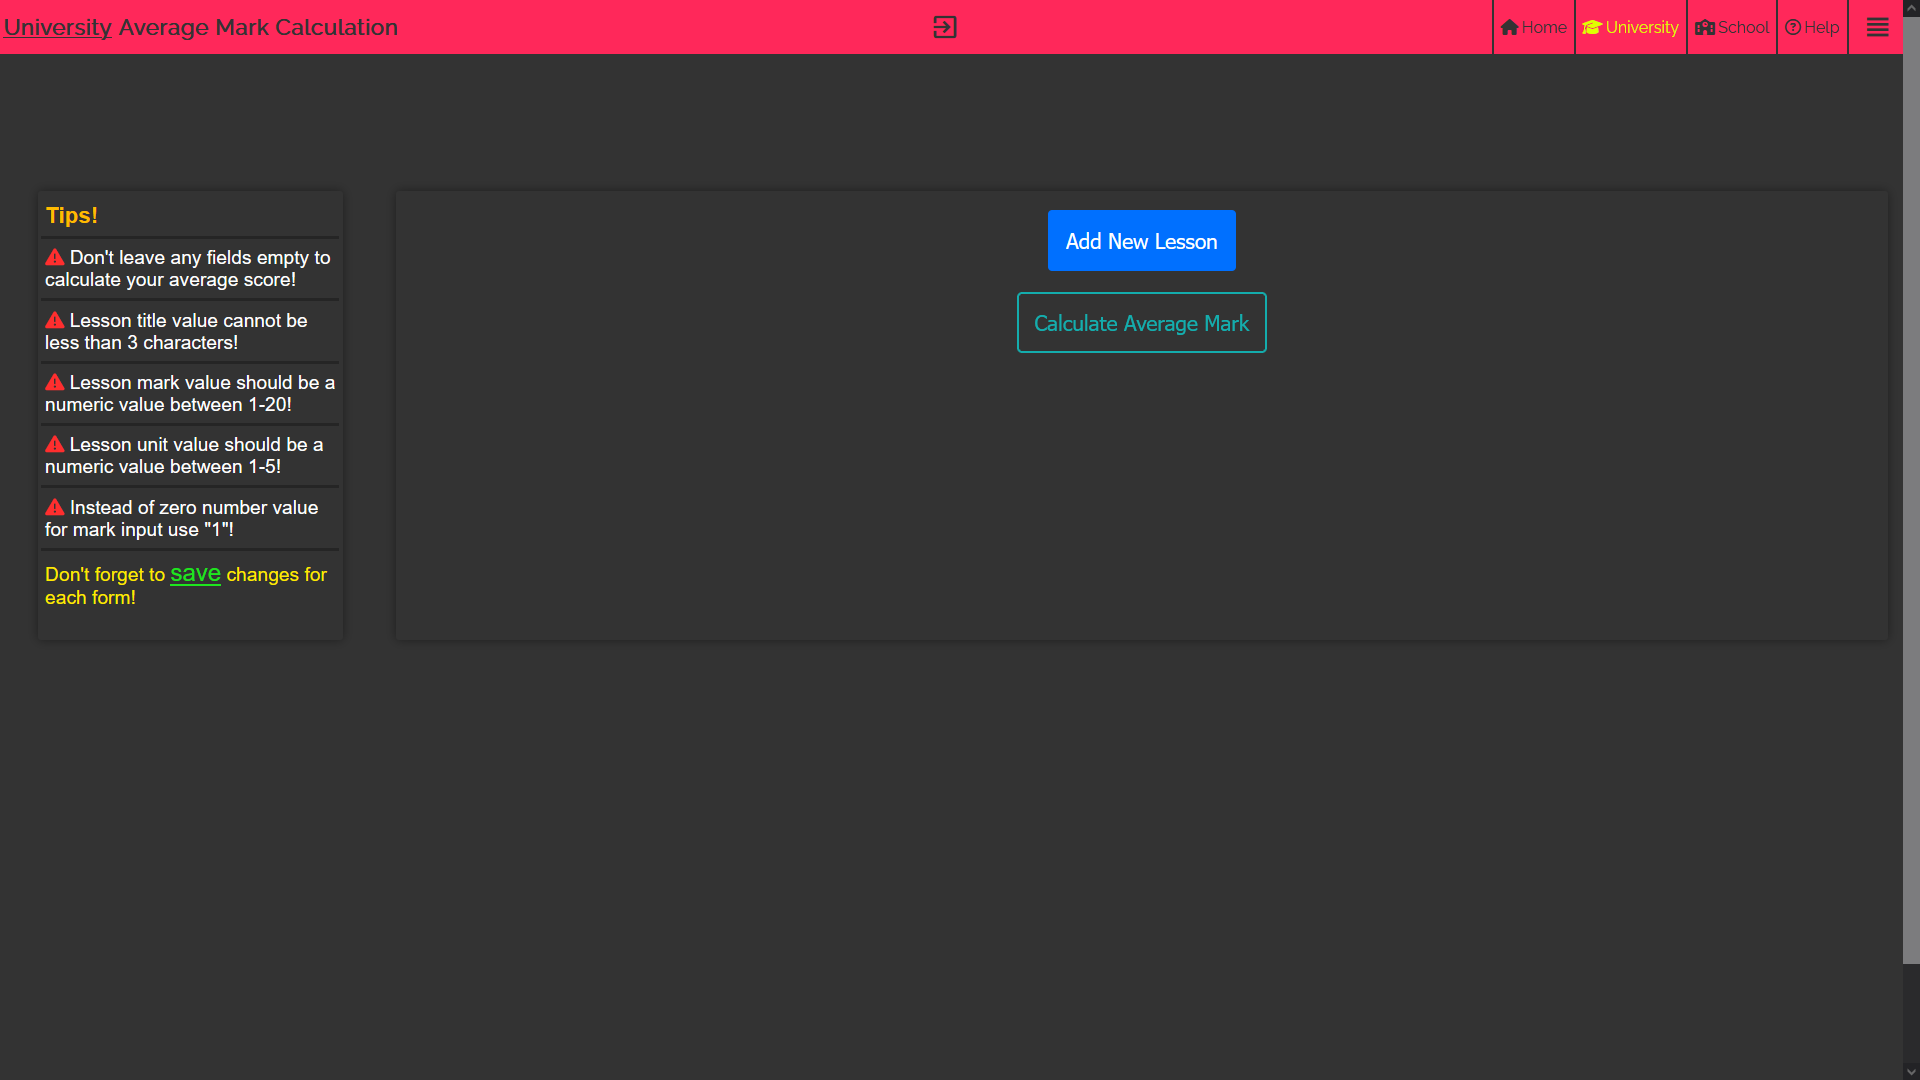 University Average Mark Calculation
Home
University
School
Help
Tips!
Don't leave any fields empty to
calculate your average score!
Lesson title value cannot be
less than 3 characters!
Lesson mark value should be a
numeric value between 1-20!
Lesson unit value should be a
numeric value between 1-5!
Instead of zero number value
for mark input use "1"!
Don't forget to save changes for
each form!
Add New Lesson
Calculate Average Mark